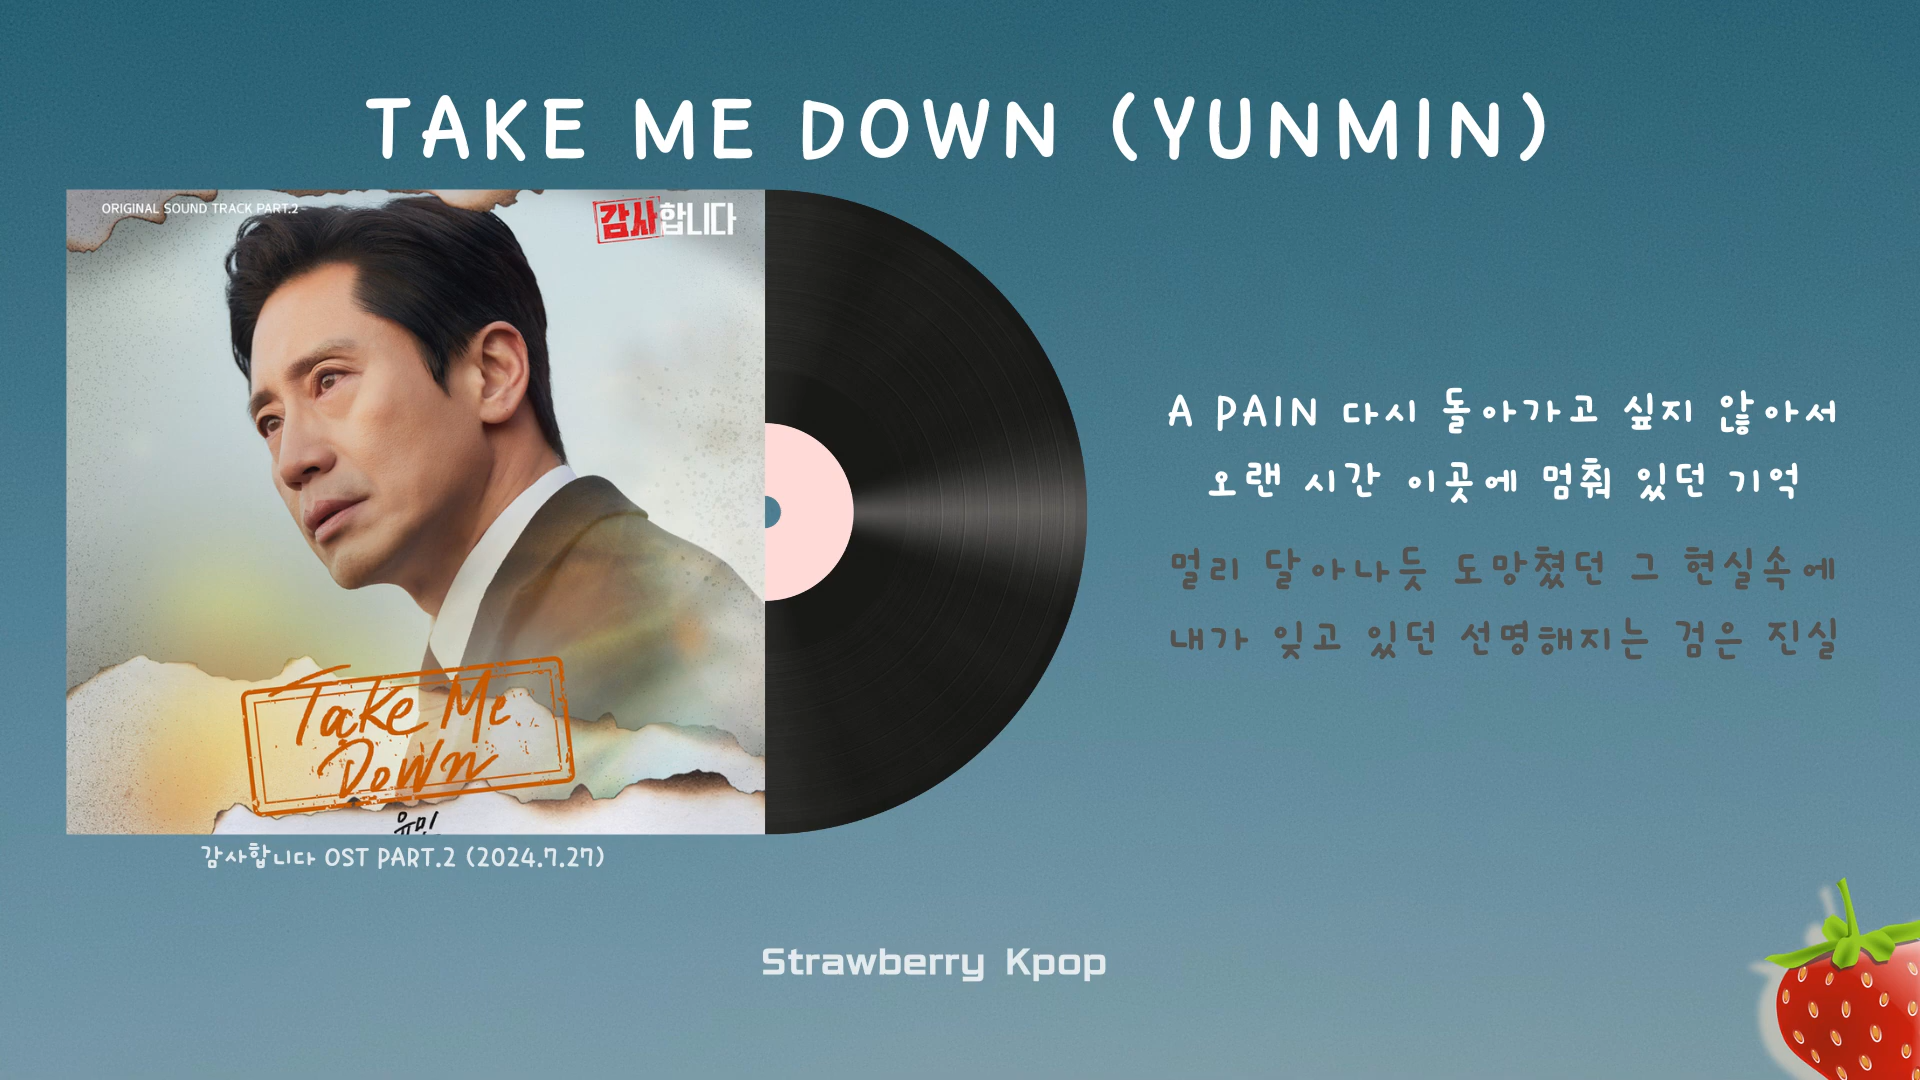 TAKE ME DOWN (YUNMIN)
ORIGINAL SOUND TRACK PART.2
감사합니다
Take Me
Down
유민
감사합니다 OST PART.2 (2024.7.27)
A PAIN 다시 돌아가고 싶지 않아서
오랜 시간 이곳에 멈춰 있던 기억
멀리 달아나듯 도망쳤던 그 현실속에
내가 잊고 있던 선명해지는 검은 진실
Strawberry Kpop